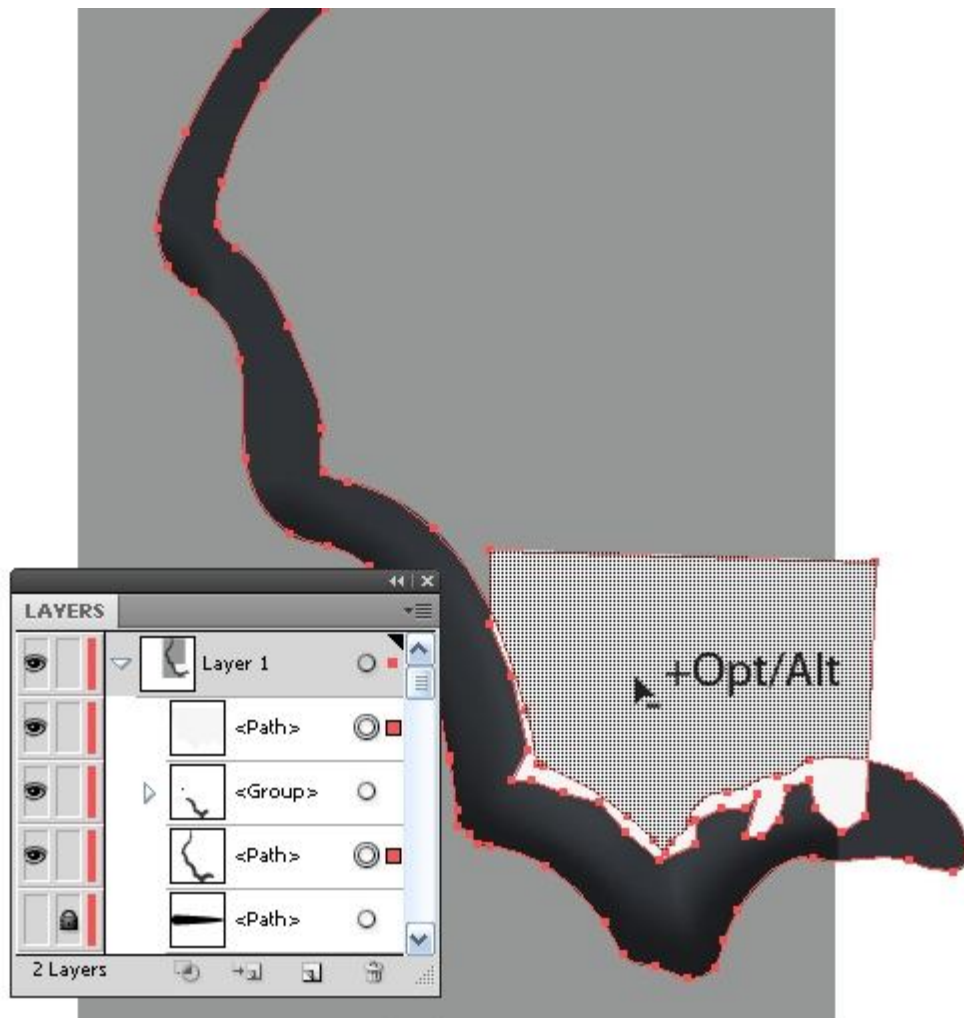 +Opt/Alt
LAYERS
Layer 1
<Path>
<Group>
<Path>
<Path>
2 Layers